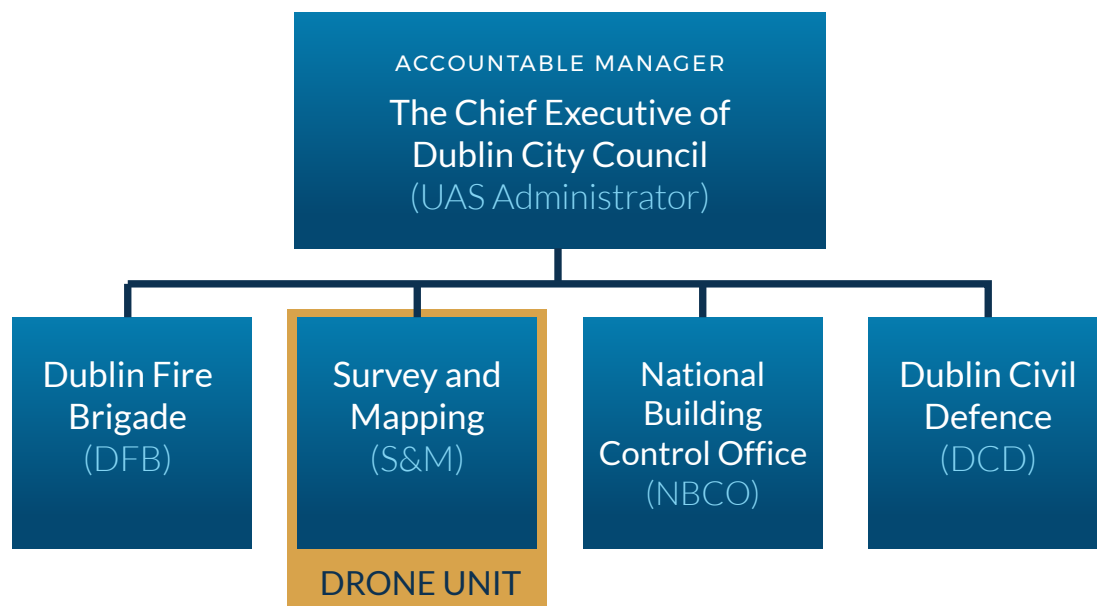 ACCOUNTABLE MANAGER
The Chief Executive of
Dublin City Council
(UAS Administrator)
Dublin Fire
Brigade
(DFB)
Survey and
Mapping
(S&M)
DRONE UNIT
National
Building
Control Office
(NBCO)
Dublin Civil
Defence
(DCD)